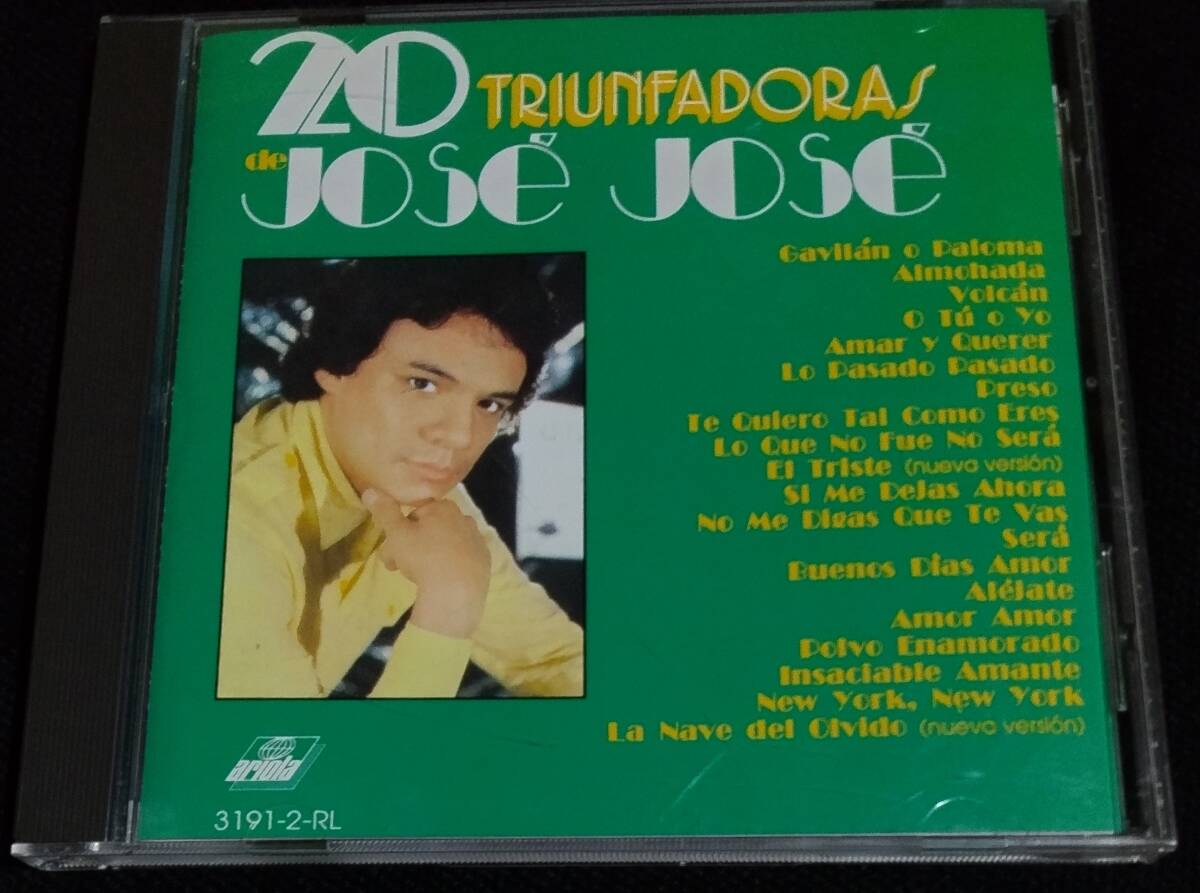 20 TRIUNFADORAS
de JOSÉ JOSÉ
Gavilán o Paloma
Almohada
Volcán
O Tú o Yo
Amar y Querer
Lo Pasado Pasado
Preso
Te Quiero Tal Como Eres
Lo Que No Fue No Será
El Triste (nueva versión)
Si Me Dejas Ahora
No Me Digas Que Te Vas
Será
Buenos Dias Amor
Aléjate
Amor Amor
Polvo Enamorado
Insaciable Amante
New York, New York
La Nave del Olvido (nueva versión)
ariola
3191-2-RL